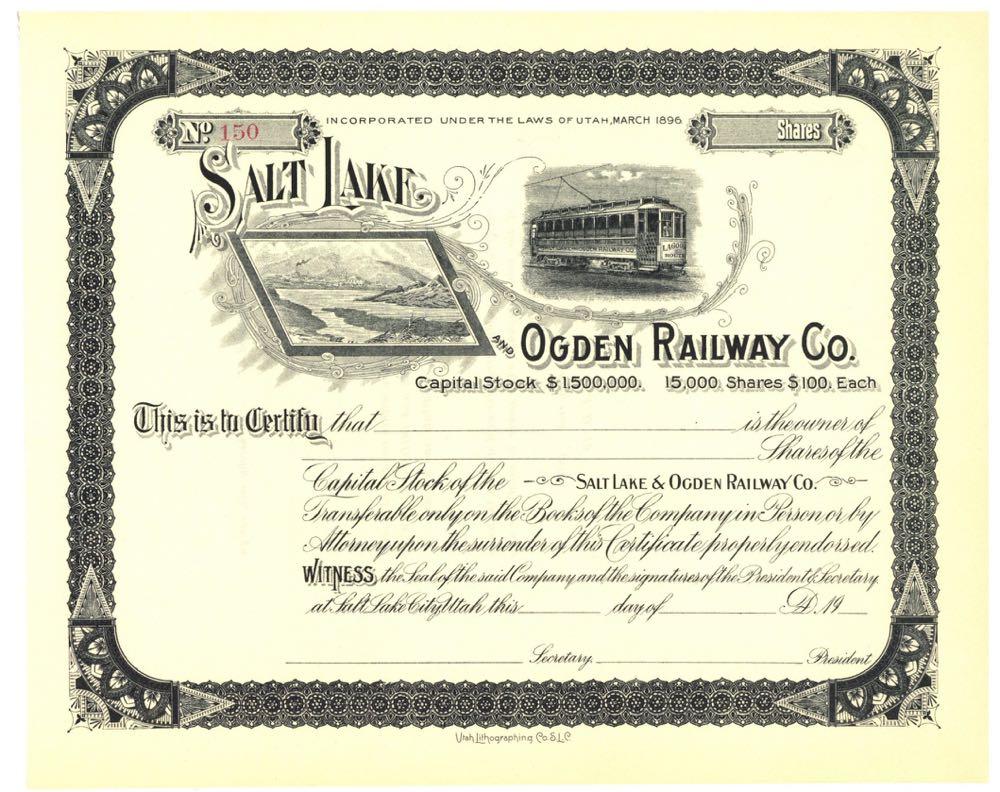 No 150
INCORPORATED UNDER THE LAWS OF UTAH, MARCH 1896
Shares
SALT LAKE
LAGOON
ROUTE
AND
OGDEN RAILWAY CO.
Capital Stock $1,500,000. 15,000 Shares $100. Each
This is to Certify that is the owner of
Shares of the
Capital Stock of the SALT LAKE & OGDEN RAILWAY CO.
Transferable only on the Books of the Company in Person or by
Attorney upon the surrender of this Certificate properly endorsed.
WITNESS, the Seal of the said Company and the signatures of the President & Secretary
at Salt Lake City, Utah, this day of A.D. 19
Secretary. President
Utah Lithographing Co. S.L.C.